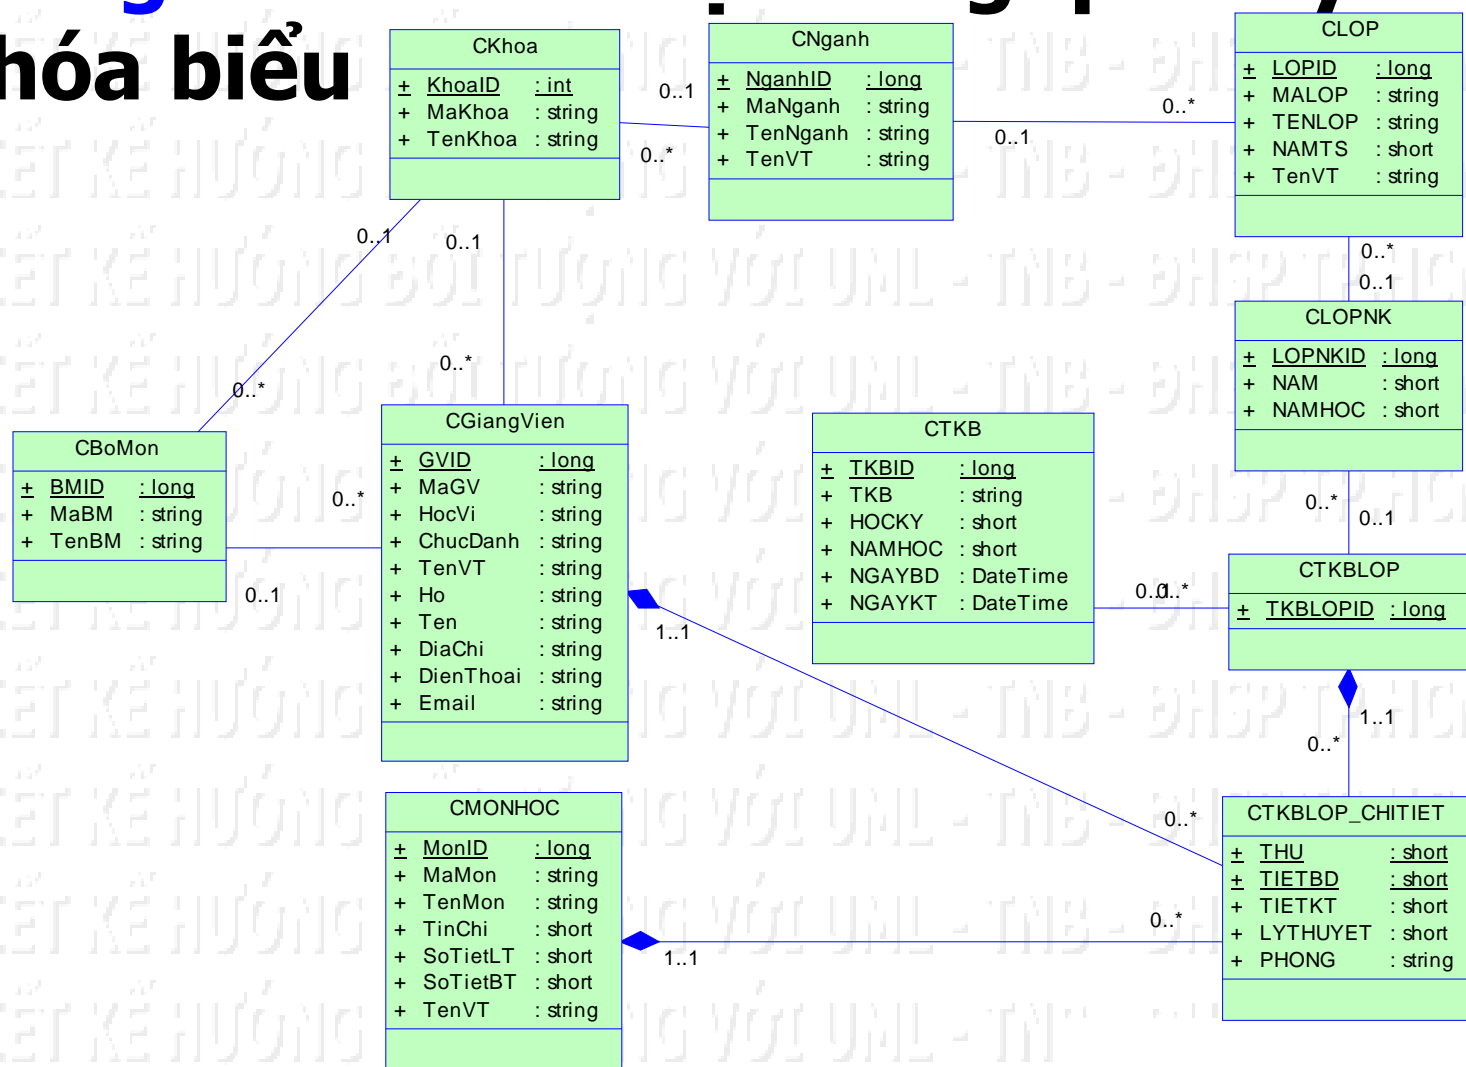 hóa biểu
CKhoa
+ KhoaID : int
+ MaKhoa : string
+ TenKhoa : string
0..1
0..*
CNganh
+ NganhID : long
+ MaNganh : string
+ TenNganh : string
+ TenVT : string
0..1
0..*
CLOP
+ LOPID : long
+ MALOP : string
+ TENLOP : string
+ NAMTS : short
+ TenVT : string
0..*
0..1
CLOPNK
+ LOPNKID : long
+ NAM : short
+ NAMHOC : short
0..*
0..1
0..1
0..*
0..1
0..*
CBoMon
+ BMID : long
+ MaBM : string
+ TenBM : string
0..*
0..1
CGiangVien
+ GVID : long
+ MaGV : string
+ HocVi : string
+ ChucDanh : string
+ TenVT : string
+ Ho : string
+ Ten : string
+ DiaChi : string
+ DienThoai : string
+ Email : string
1..1
0..*
CTKB
+ TKBID : long
+ TKB : string
+ HOCKY : short
+ NAMHOC : short
+ NGAYBD : DateTime
+ NGAYKT : DateTime
CTKBLOP
+ TKBLOPID : long
1..1
0..*
CMONHOC
+ MonID : long
+ MaMon : string
+ TenMon : string
+ TinChi : short
+ SoTietLT : short
+ SoTietBT : short
+ TenVT : string
1..1
0..*
CTKBLOP_CHITIET
+ THU : short
+ TIETBD : short
+ TIETKT : short
+ LYTHUYET : short
+ PHONG : string